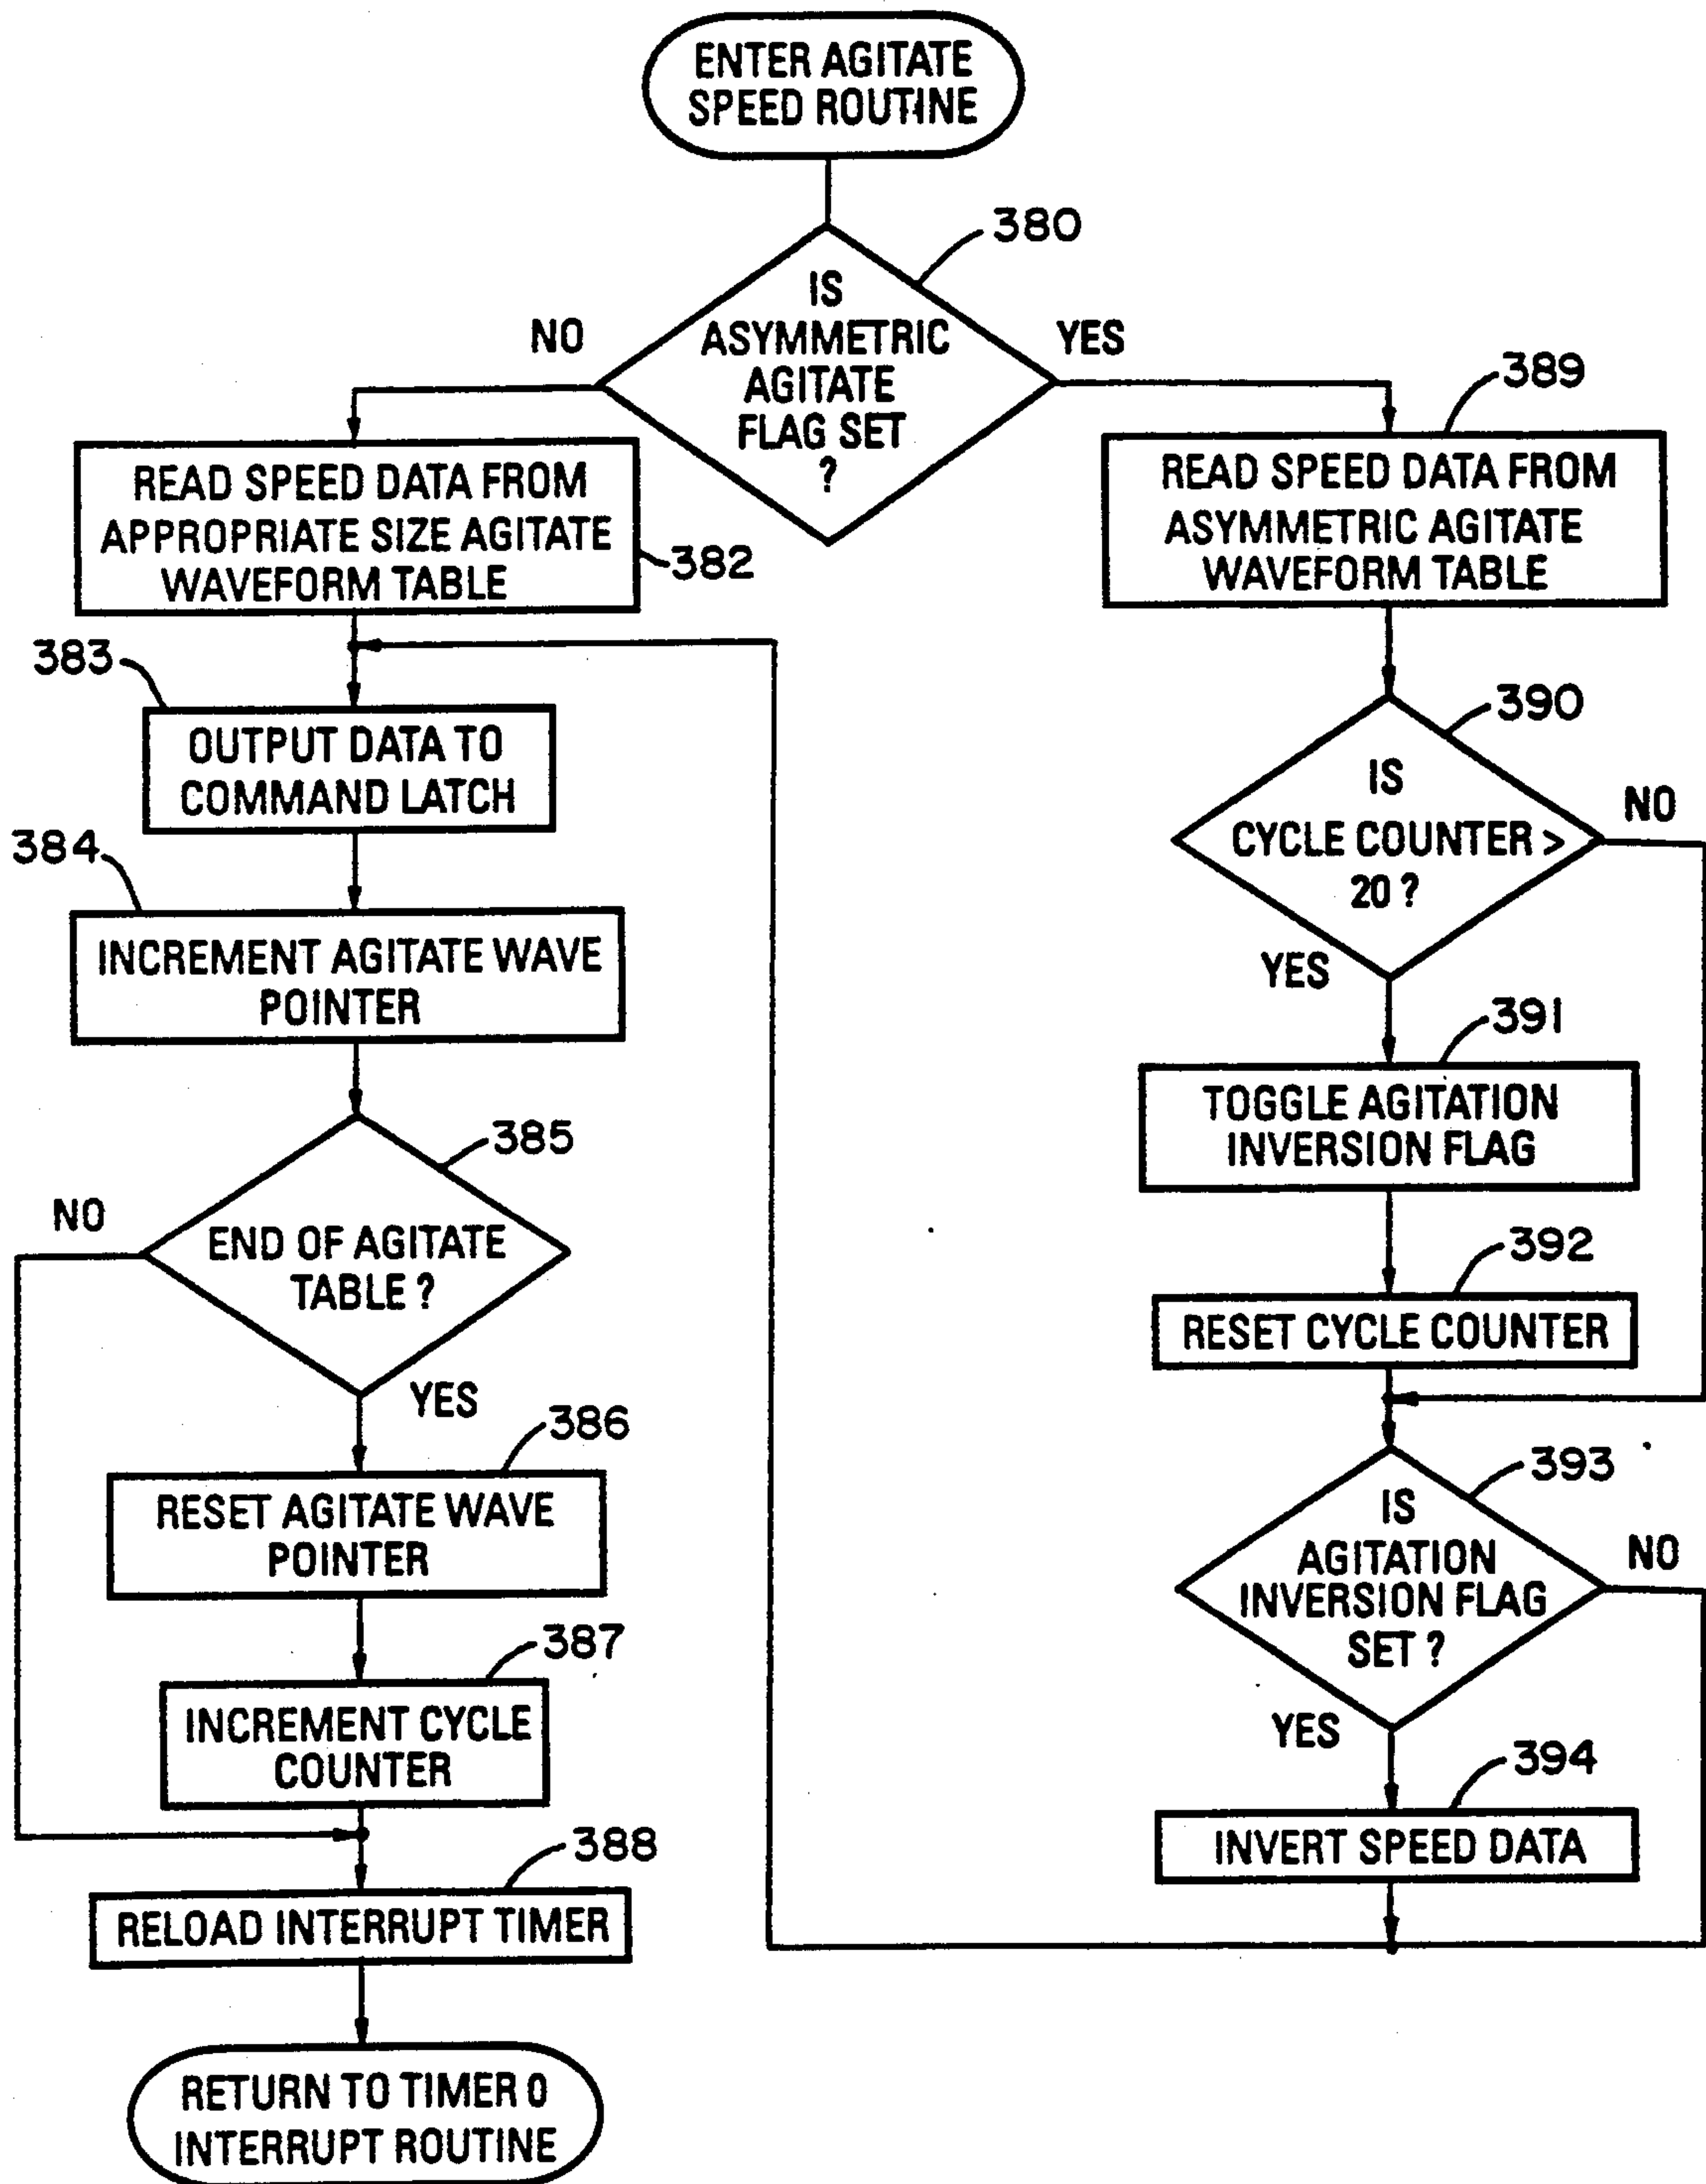 ENTER AGITATE
SPEED ROUTINE
380
IS
ASYMMETRIC
AGITATE
FLAG SET
?
NO
YES
READ SPEED DATA FROM
APPROPRIATE SIZE AGITATE
WAVEFORM TABLE
382
383
OUTPUT DATA TO
COMMAND LATCH
384
INCREMENT AGITATE WAVE
POINTER
385
END OF AGITATE
TABLE ?
NO
YES
386
RESET AGITATE WAVE
POINTER
387
INCREMENT CYCLE
COUNTER
388
RELOAD INTERRUPT TIMER
RETURN TO TIMER 0
INTERRUPT ROUTINE
389
READ SPEED DATA FROM
ASYMMETRIC AGITATE
WAVEFORM TABLE
390
IS
CYCLE COUNTER >
20 ?
NO
YES
391
TOGGLE AGITATION
INVERSION FLAG
392
RESET CYCLE COUNTER
393
IS
AGITATION
INVERSION FLAG
SET ?
NO
YES
394
INVERT SPEED DATA